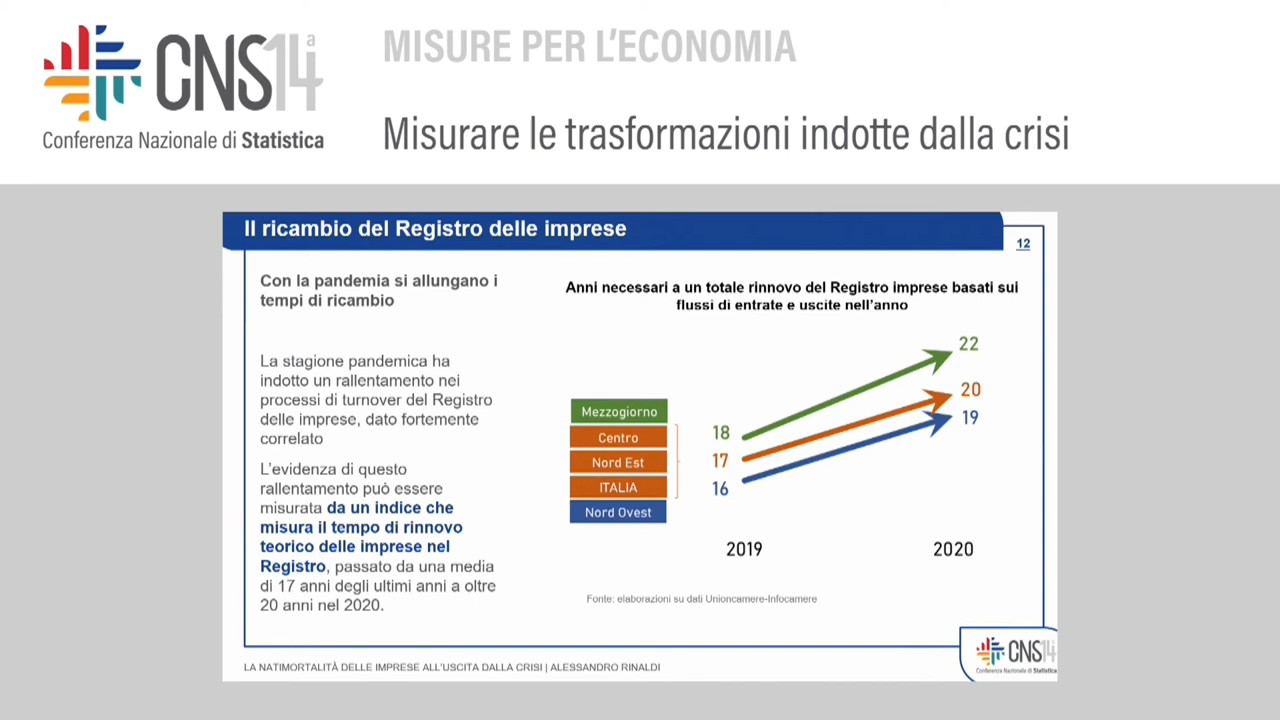 CNS14a
Conferenza Nazionale di Statistica
MISURE PER L'ECONOMIA
Misurare le trasformazioni indotte dalla crisi
Il ricambio del Registro delle imprese
12
Con la pandemia si allungano i
tempi di ricambio
La stagione pandemica ha
indotto un rallentamento nei
processi di turnover del Registro
delle imprese, dato fortemente
correlato
L'evidenza di questo
rallentamento può essere
misurata da un indice che
misura il tempo di rinnovo
teorico delle imprese nel
Registro, passato da una media
di 17 anni degli ultimi anni a oltre
20 anni nel 2020.
Anni necessari a un totale rinnovo del Registro imprese basati sui
flussi di entrate e uscite nell'anno
Mezzogiorno
Centro
Nord Est
ITALIA
Nord Ovest
18
17
16
22
20
19
2019
2020
Fonte: elaborazioni su dati Unioncamere-Infocamere
LA NATIMORTALITÀ DELLE IMPRESE ALL'USCITA DALLA CRISI | ALESSANDRO RINALDI
CNS14
Conferenza Nazionale di Statistica